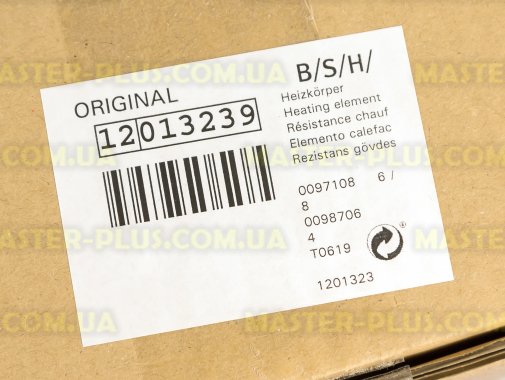 ORIGINAL
12013239
B/S/H/
Heizkörper
Heating element
Résistance chauf
Elemento calefac
Rezistans gövdes
0097108 6 /
8
0098706
4
T0619
1201323
MASTER-PLUS.COM.UA